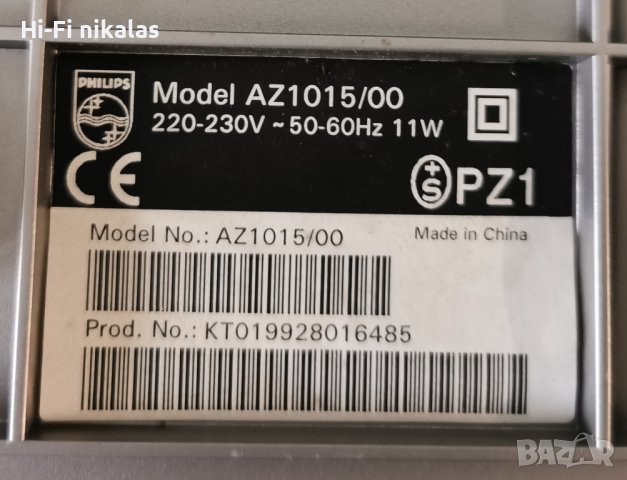 Hi-Fi nikalas
PHILIPS
Model AZ1015/00
220-230V ~ 50-60Hz 11W
CE
+S PZ1
Model No.: AZ1015/00
Made in China
Prod. No.: KT019928016485
BAZAR